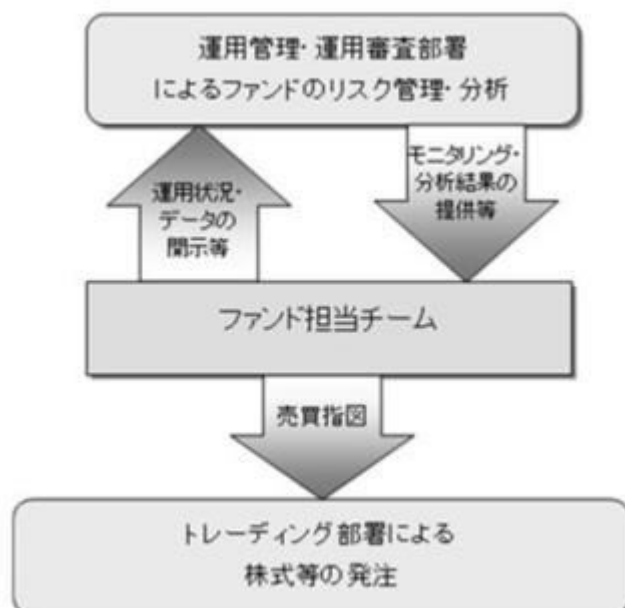 運用管理・運用審査部署
によるファンドのリスク管理・分析
運用状況・
データの
開示等
モニタリング・
分析結果の
提供等
ファンド担当チーム
売買指図
トレーディング部署による
株式等の発注